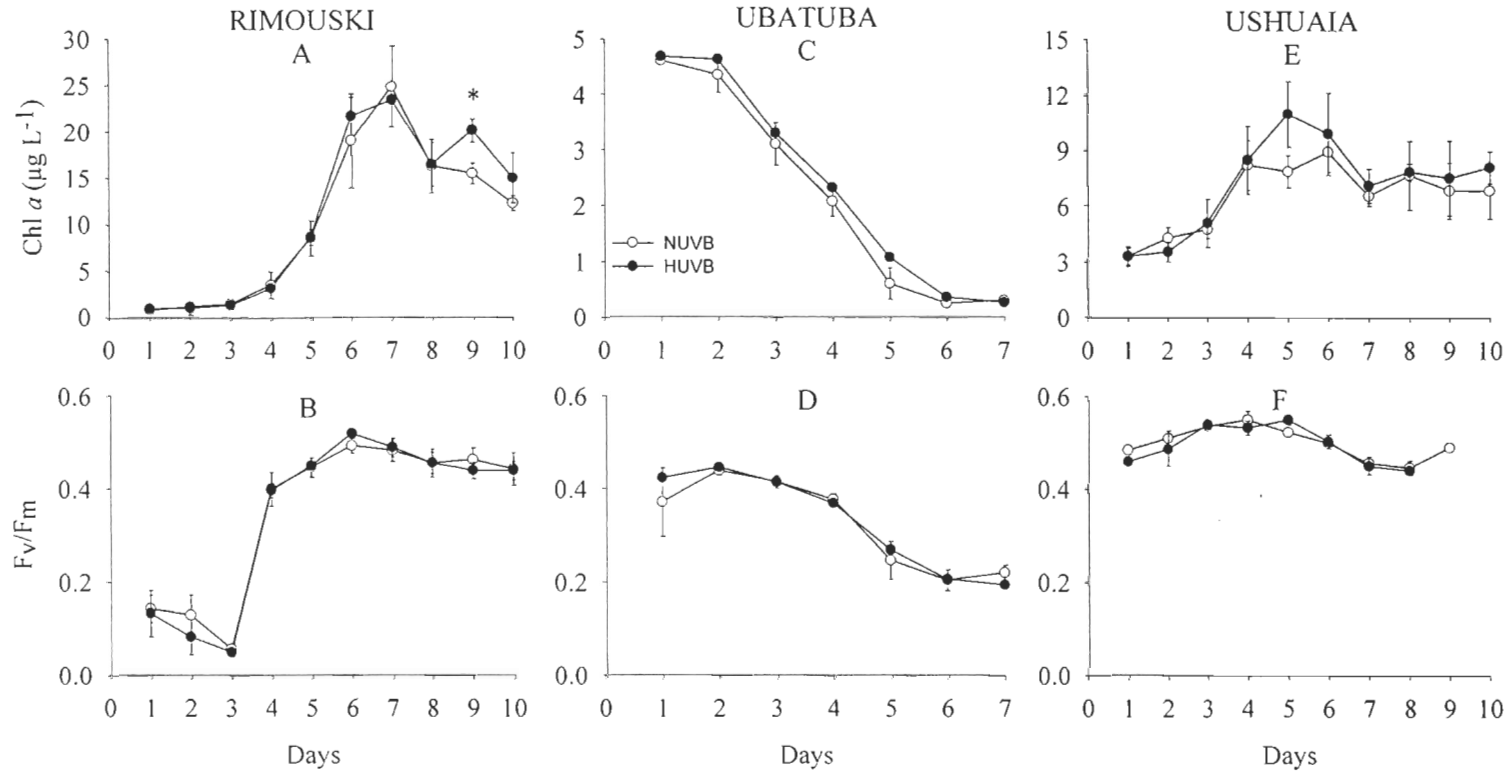 RIMOUSKI
UBATUBA
USHUAIA
A
C
E
Chl a (µg L-1)
30
25
20
15
10
5
0
*
0 1 2 3 4 5 6 7 8 9 10
5
4
3
2
1
0
NUVB
HUVB
0 1 2 3 4 5 6 7
15
12
9
6
3
0
0 1 2 3 4 5 6 7 8 9 10
B
D
F
Fv/Fm
0.6
0.4
0.2
0.0
0 1 2 3 4 5 6 7 8 9 10
Days
0.6
0.4
0.2
0.0
0 1 2 3 4 5 6 7
Days
0.6
0.4
0.2
0.0
0 1 2 3 4 5 6 7 8 9 10
Days